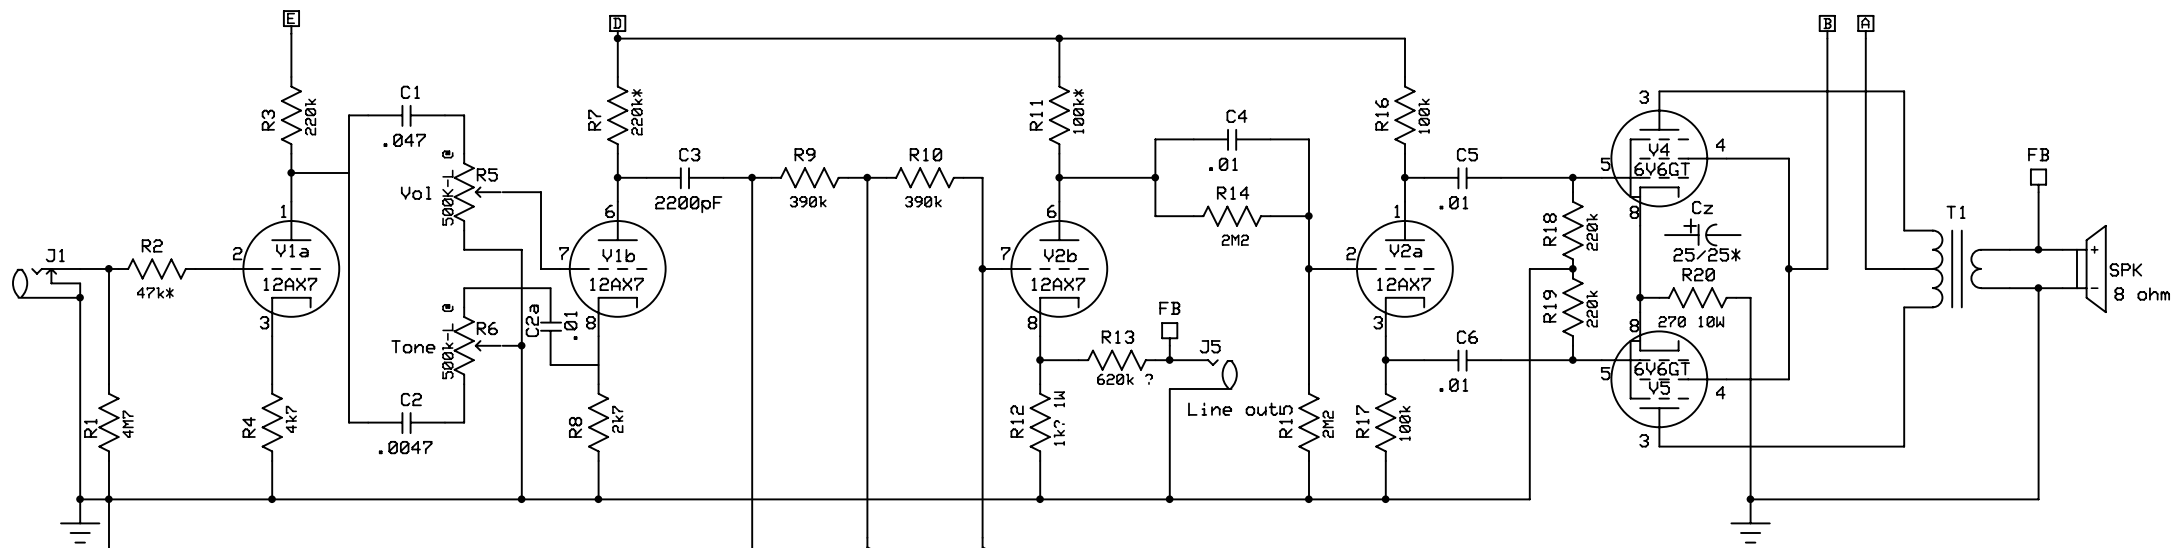 E
D
B
A
R3
220k
C1
.047
R5
Vol
500K-L @
R7
220k*
C3
2200pF
R9
390k
R10
390k
R11
100k*
C4
.01
R14
2M2
R16
100k
C5
.01
3
V4
6V6GT
5
4
8
Cz
+
25/25*
R20
270 10W
R18
220k
R19
220k
T1
FB
SPK
8 ohm
+
-
J1
R2
47k*
2
1
V1a
12AX7
3
6
7
V1b
12AX7
8
6
7
V2b
12AX7
8
1
2
V2a
12AX7
3
Tone
500k-L @
R6
C2a
.01
FB
R13
620k ?
J5
Line out
C6
.01
8
6V6GT
V5
5
4
3
R1
4M7
R4
4k7
C2
.0047
R8
2k7
R12
1k? 1W
R15
2M2
R17
100k